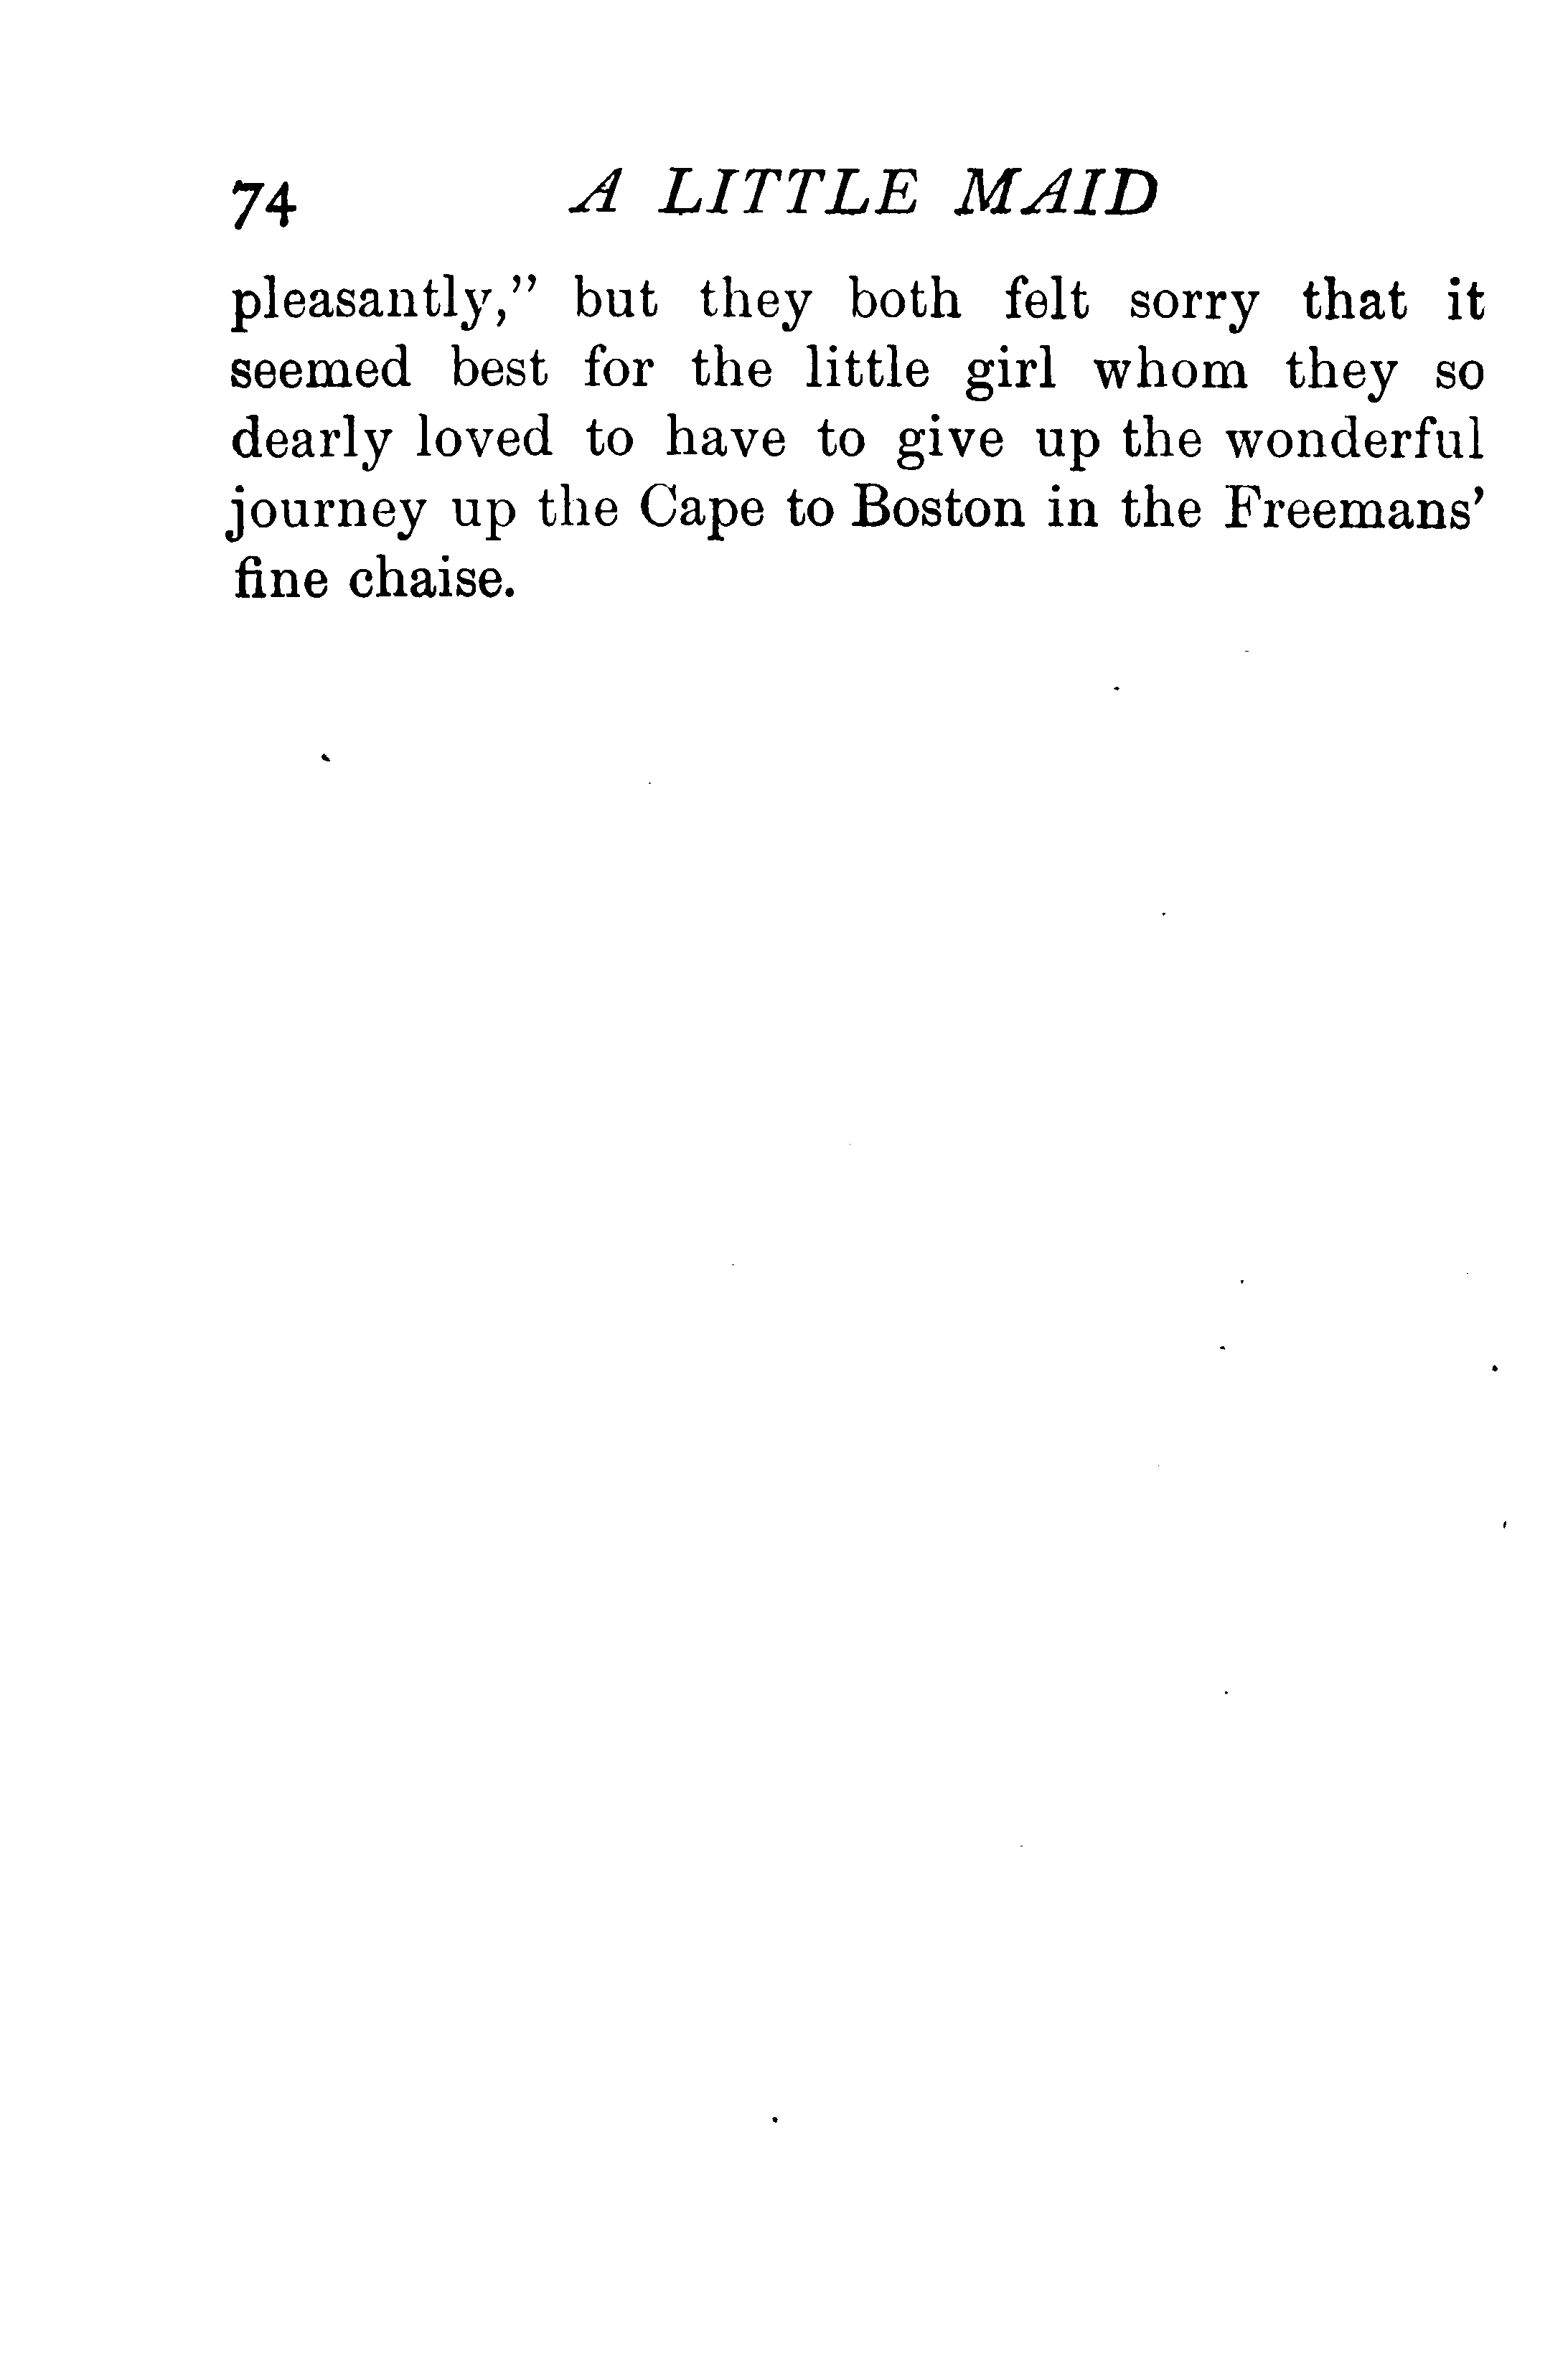 74 A LITTLE MAID
pleasantly,” but they both felt sorry that it
seemed best for the little girl whom they so
dearly loved to have to give up the wonderful
journey up the Cape to Boston in the Freemans’
fine chaise.